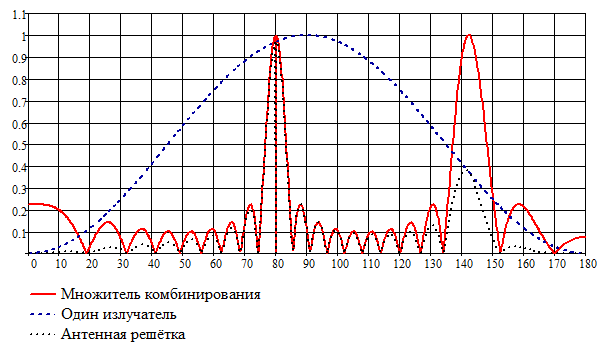 1.1
1
0.9
0.8
0.7
0.6
0.5
0.4
0.3
0.2
0.1
0 10 20 30 40 50 60 70 80 90 100 110 120 130 140 150 160 170 180
Множитель комбинирования
Один излучатель
Антенная решётка